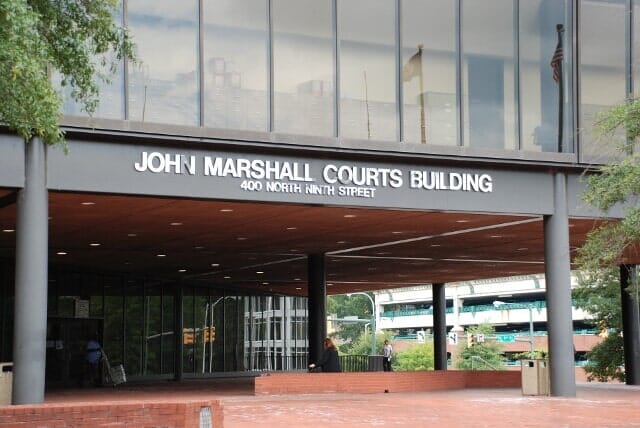 JOHN MARSHALL COURTS BUILDING
400 NORTH NINTH STREET